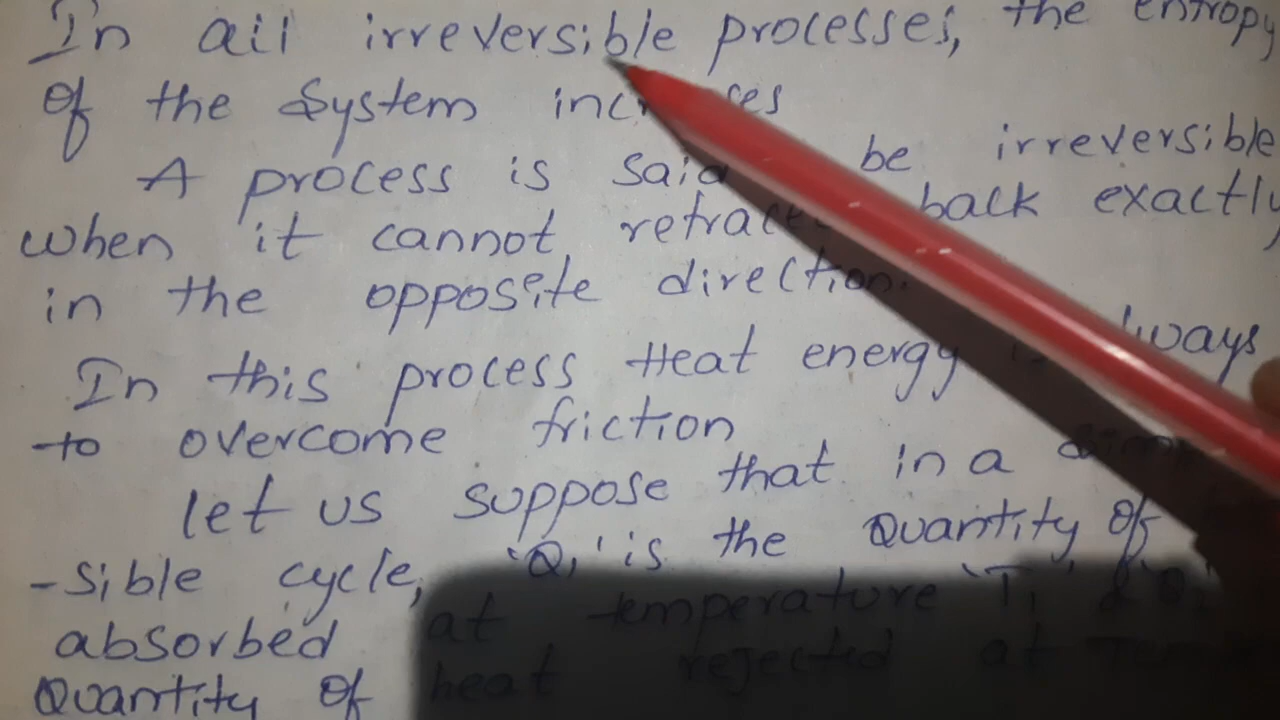 In all irreversible processes, the entropy
of the system
A process is said be irreversible
when it cannot back exactly
in the opposite direction.
In this process Heat energy
to overcome friction
let us suppose that in a
-sible cycle, 'Q1' is the Quantity of
absorbed at temperature 'T1'
Quantity of heat rejected at